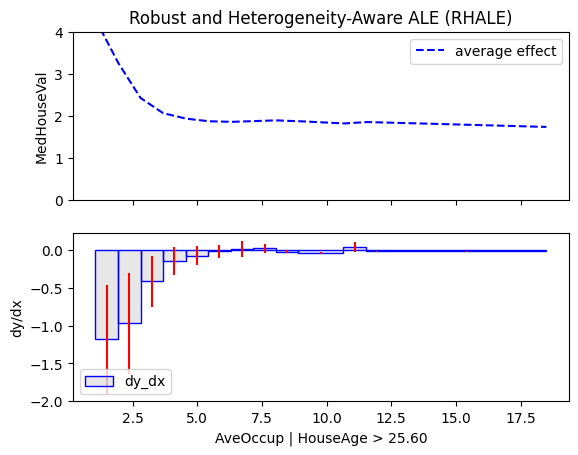 Robust and Heterogeneity-Aware ALE (RHALE)
4
3
2
1
0
MedHouseVal
average effect
0.0
−0.5
−1.0
−1.5
−2.0
dy/dx
dy_dx
2.5 5.0 7.5 10.0 12.5 15.0 17.5
AveOccup | HouseAge > 25.60